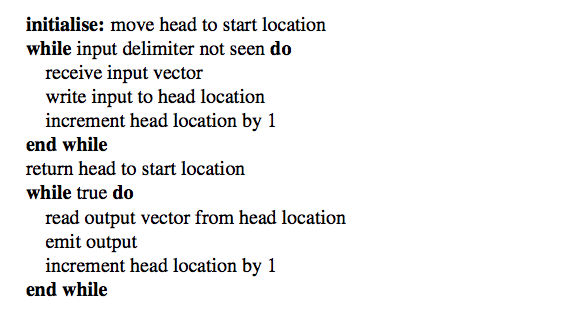 initialise: move head to start location
while input delimiter not seen do
receive input vector
write input to head location
increment head location by 1
end while
return head to start location
while true do
read output vector from head location
emit output
increment head location by 1
end while